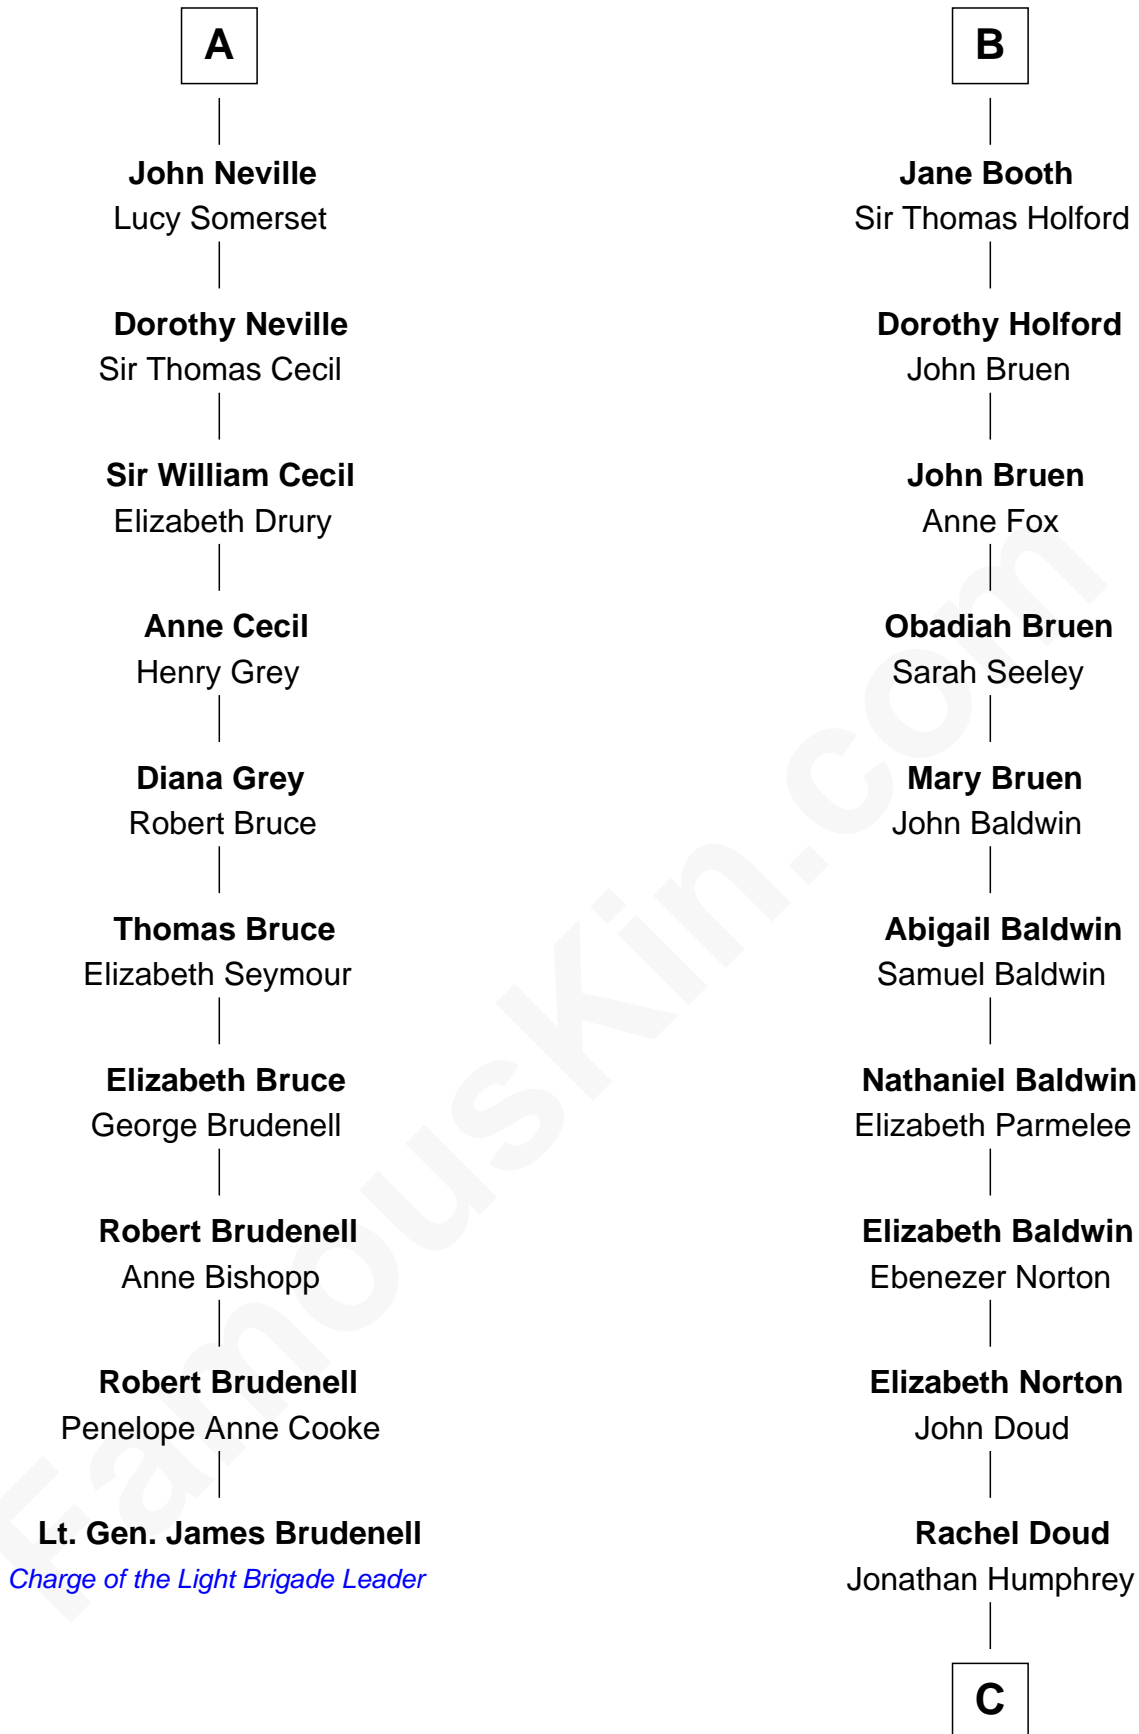 A
John Neville
Lucy Somerset
Dorothy Neville
Sir Thomas Cecil
Sir William Cecil
Elizabeth Drury
Anne Cecil
Henry Grey
Diana Grey
Robert Bruce
Thomas Bruce
Elizabeth Seymour
Elizabeth Bruce
George Brudenell
Robert Brudenell
Anne Bishopp
Robert Brudenell
Penelope Anne Cooke
Lt. Gen. James Brudenell
Charge of the Light Brigade Leader
B
Jane Booth
Sir Thomas Holford
Dorothy Holford
John Bruen
John Bruen
Anne Fox
Obadiah Bruen
Sarah Seeley
Mary Bruen
John Baldwin
Abigail Baldwin
Samuel Baldwin
Nathaniel Baldwin
Elizabeth Parmelee
Elizabeth Baldwin
Ebenezer Norton
Elizabeth Norton
John Doud
Rachel Doud
Jonathan Humphrey
C
FamousKin.com